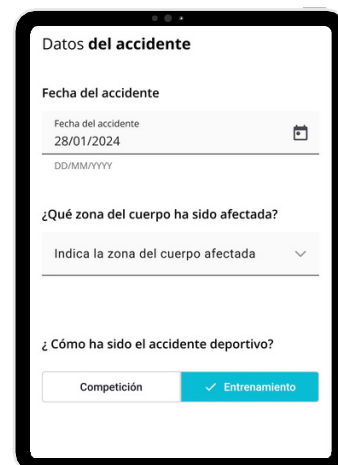 Datos del accidente
Fecha del accidente
Fecha del accidente
28/01/2024
DD/MM/YYYY
¿Qué zona del cuerpo ha sido afectada?
Indica la zona del cuerpo afectada
¿ Cómo ha sido el accidente deportivo?
Competición
Entrenamiento